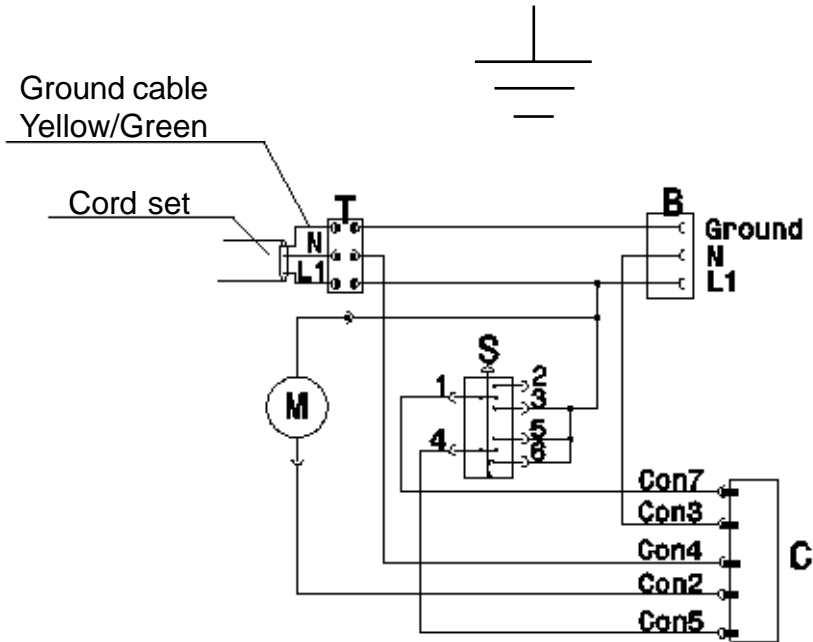 Ground cable
Yellow/Green
Cord set
T
N
L1
B
Ground
N
L1
S
1
2
3
M
4
5
6
Con7
Con3
Con4
C
Con2
Con5